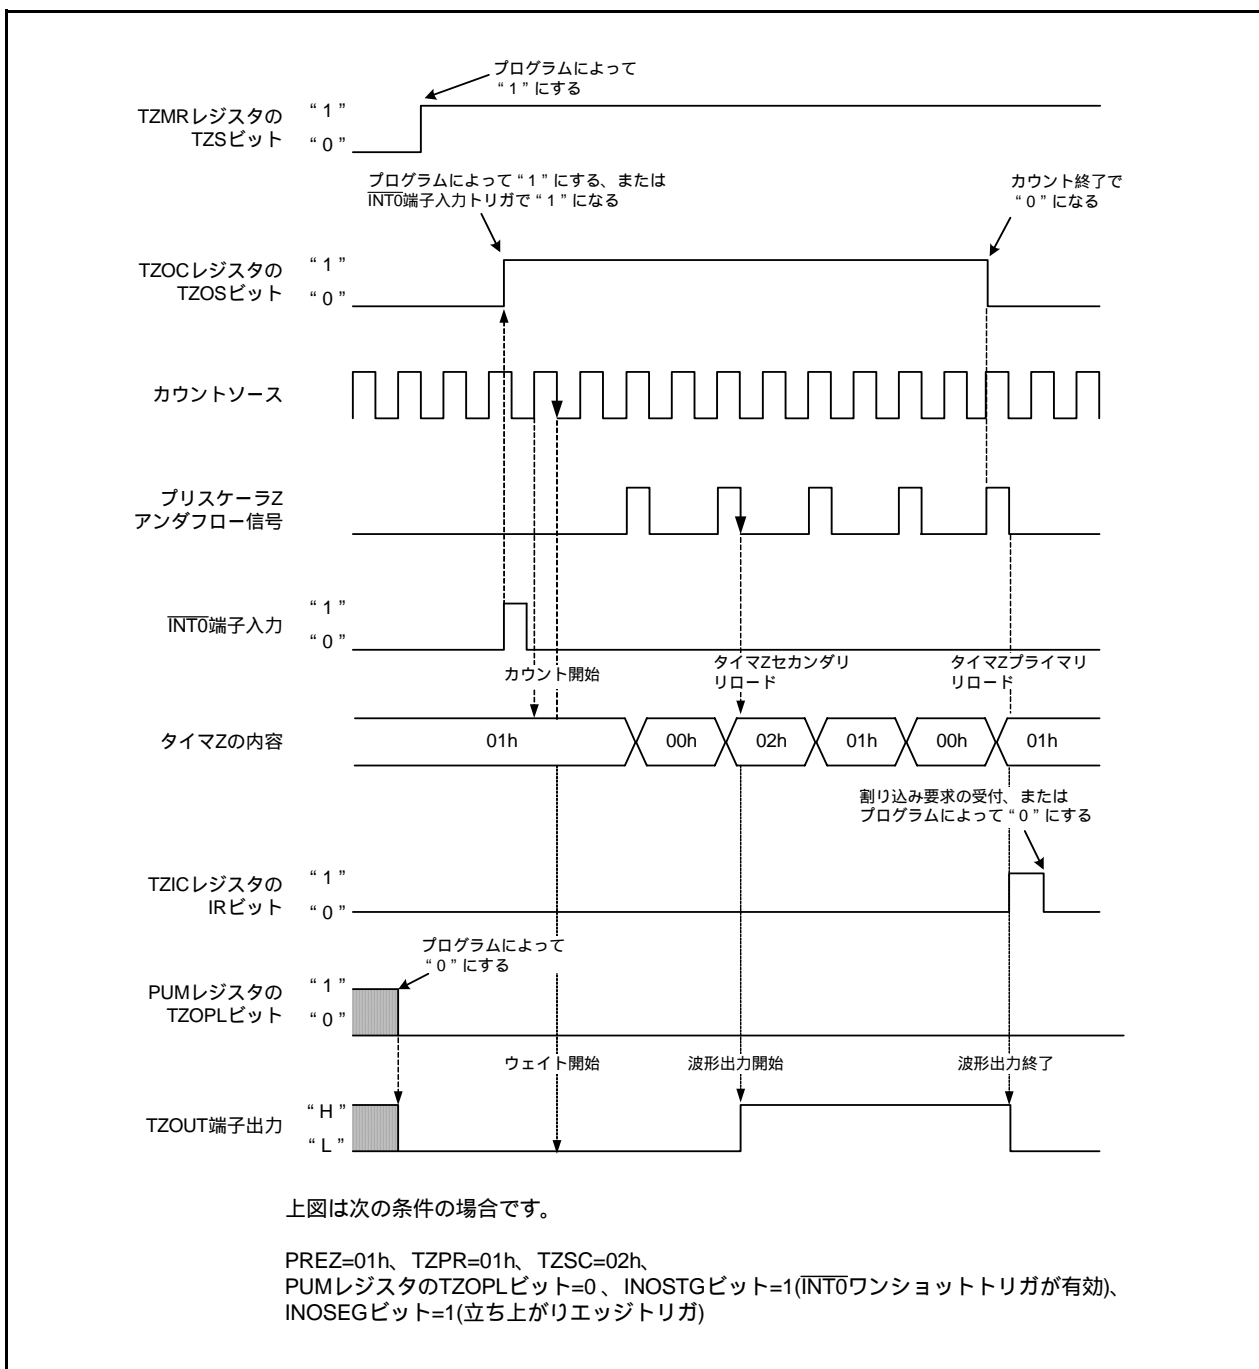 プログラムによって
“1”にする
TZMRレジスタの
TZSビット
“1”
“0”
プログラムによって“1”にする、または
INT0端子入力トリガで“1”になる
カウント終了で
“0”になる
TZOCレジスタの
TZOSビット
“1”
“0”
カウントソース
プリスケーラZ
アンダフロー信号
INT0端子入力
“1”
“0”
カウント開始
タイマZセカンダリ
リロード
タイマZプライマリ
リロード
タイマZの内容
01h
00h
02h
01h
00h
01h
割り込み要求の受付、または
プログラムによって“0”にする
TZICレジスタの
IRビット
“1”
“0”
プログラムによって
“0”にする
PUMレジスタの
TZOPLビット
“1”
“0”
ウェイト開始
波形出力開始
波形出力終了
TZOUT端子出力
“H”
“L”
上図は次の条件の場合です。
PREZ=01h、TZPR=01h、TZSC=02h、
PUMレジスタのTZOPLビット=0、INOSTGビット=1(INT0ワンショットトリガが有効)、
INOSEGビット=1(立ち上がりエッジトリガ)